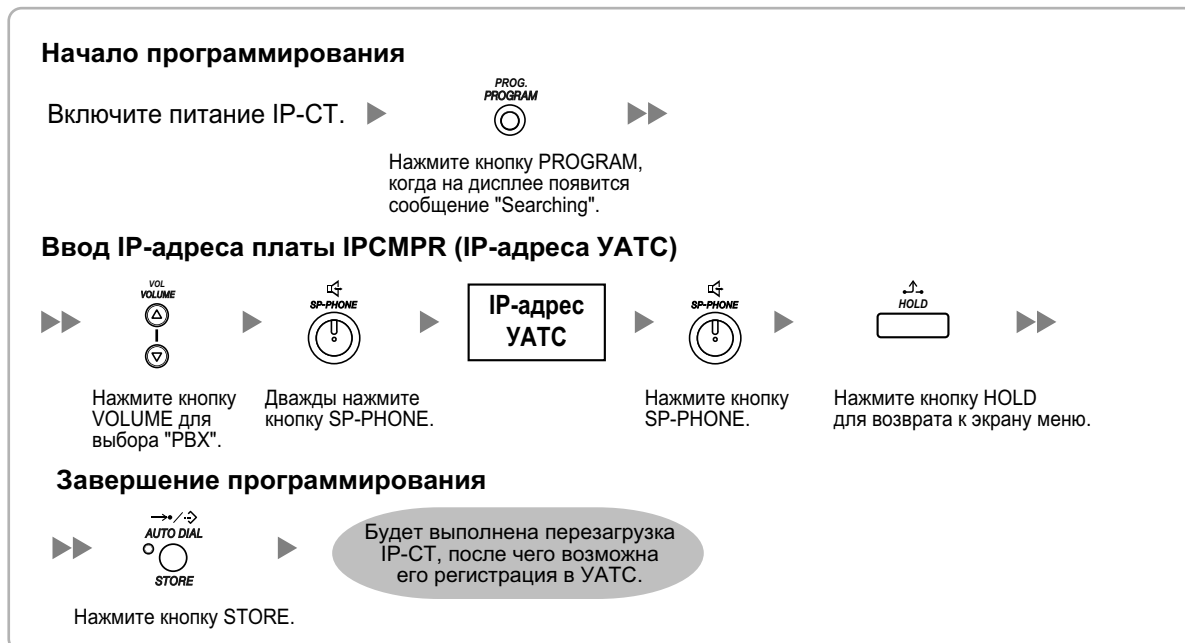 Начало программирования
Включите питание IP-CT.
PROG.
PROGRAM
Нажмите кнопку PROGRAM,
когда на дисплее появится
сообщение "Searching".
Ввод IP-адреса платы IPCMPR (IP-адреса УАТС)
VOL
VOLUME
Нажмите кнопку
VOLUME для
выбора "PBX".
SP-PHONE
Дважды нажмите
кнопку SP-PHONE.
IP-адрес
УАТС
SP-PHONE
Нажмите кнопку
SP-PHONE.
HOLD
Нажмите кнопку HOLD
для возврата к экрану меню.
Завершение программирования
AUTO DIAL
STORE
Нажмите кнопку STORE.
Будет выполнена перезагрузка
IP-CT, после чего возможна
его регистрация в УАТС.